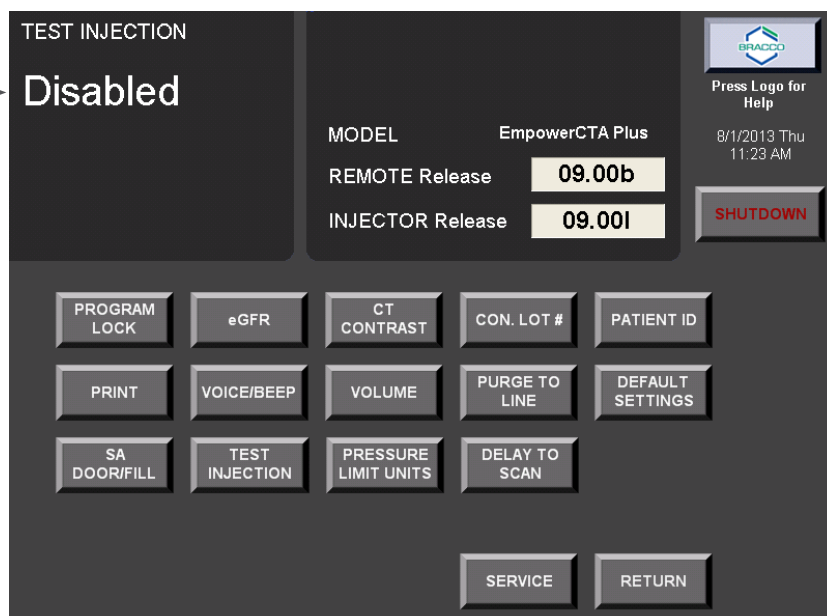 TEST INJECTION
Disabled
MODEL EmpowerCTA Plus
REMOTE Release 09.00b
INJECTOR Release 09.00l
BRACCO
Press Logo for
Help
8/1/2013 Thu
11:23 AM
SHUTDOWN
PROGRAM
LOCK
eGFR
CT
CONTRAST
CON. LOT #
PATIENT ID
PRINT
VOICE/BEEP
VOLUME
PURGE TO
LINE
DEFAULT
SETTINGS
SA
DOOR/FILL
TEST
INJECTION
PRESSURE
LIMIT UNITS
DELAY TO
SCAN
SERVICE
RETURN